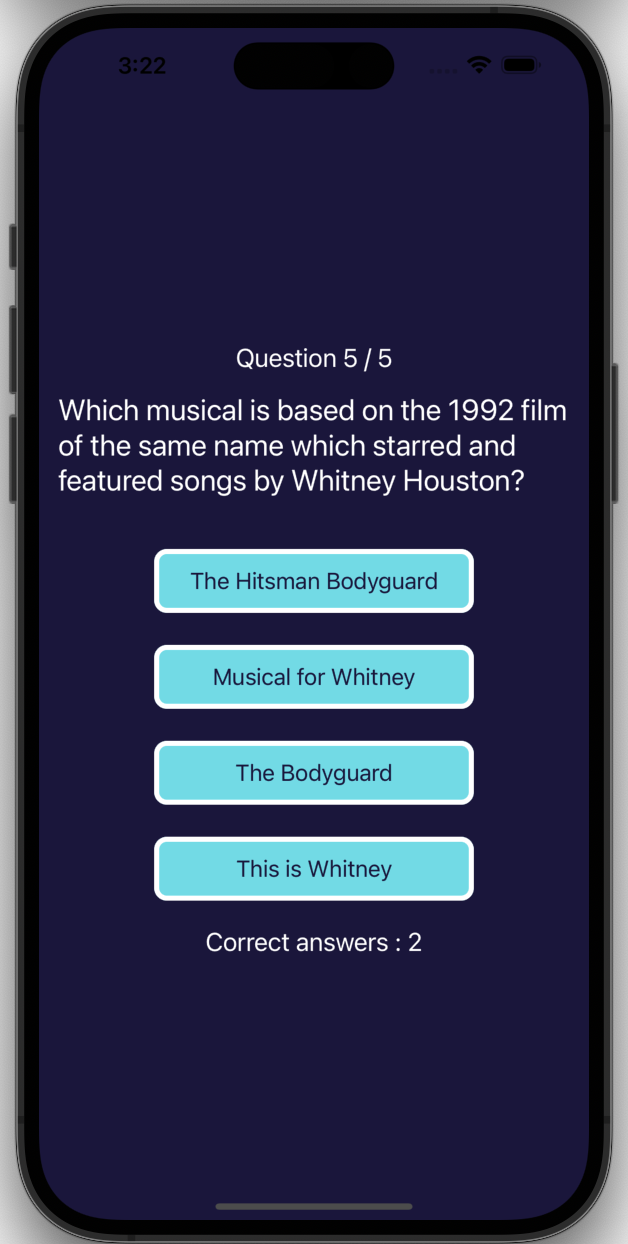 3:22
Question 5 / 5
Which musical is based on the 1992 film
of the same name which starred and
featured songs by Whitney Houston?
The Hitsman Bodyguard
Musical for Whitney
The Bodyguard
This is Whitney
Correct answers : 2